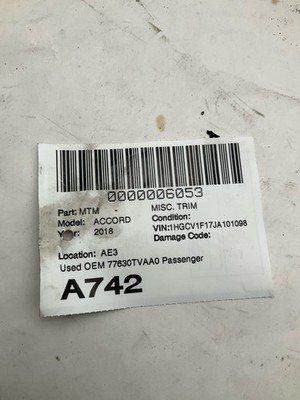 0000006053
Part: MTM - MISC. TRIM
Model: ACCORD Condition:
Year: 2018 VIN:1HGCV1F17JA101098
Damage Code:
Location: AE3
Used OEM 77630TVAA0 Passenger
A742